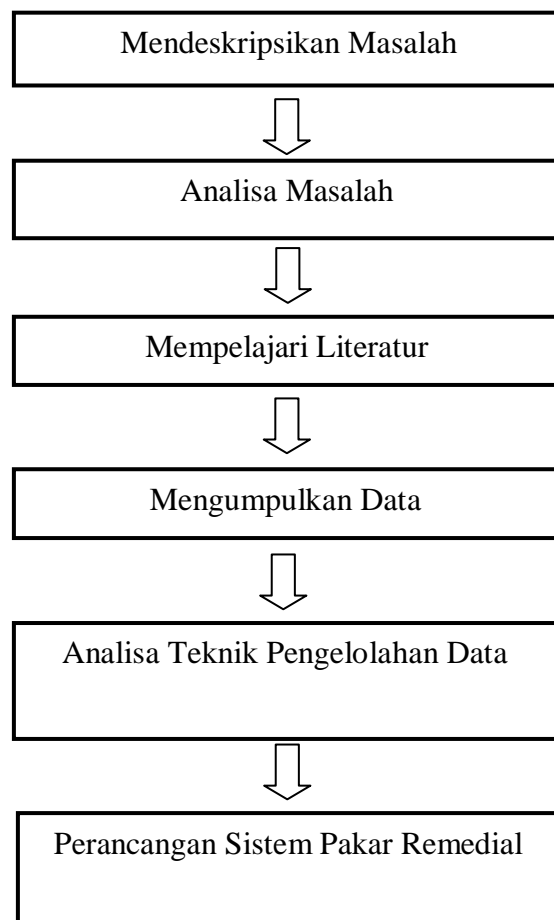 Mendeskripsikan Masalah
Analisa Masalah
Mempelajari Literatur
Mengumpulkan Data
Analisa Teknik Pengelolahan Data
Perancangan Sistem Pakar Remedial